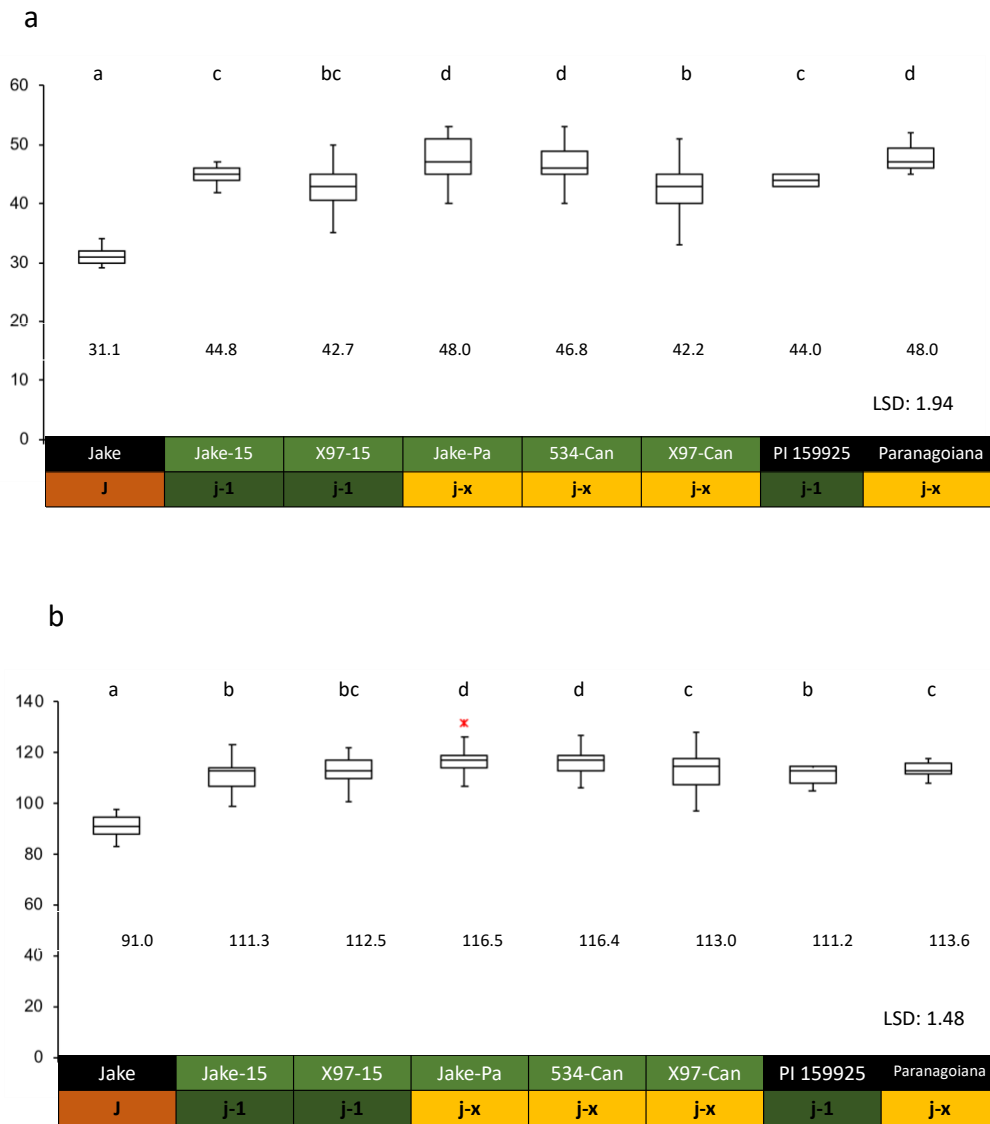 a
a c bc d d b c d
60
50
40
30
20
31.1 44.8 42.7 48.0 46.8 42.2 44.0 48.0
10
LSD: 1.94
0
Jake Jake-15 X97-15 Jake-Pa 534-Can X97-Can PI 159925 Paranagoiana
J j-1 j-1 j-x j-x j-x j-1 j-x
b
a b bc d d c b c
140
120
100
80
60
91.0 111.3 112.5 116.5 116.4 113.0 111.2 113.6
40
20
LSD: 1.48
0
Jake Jake-15 X97-15 Jake-Pa 534-Can X97-Can PI 159925 Paranagoiana
J j-1 j-1 j-x j-x j-x j-1 j-x